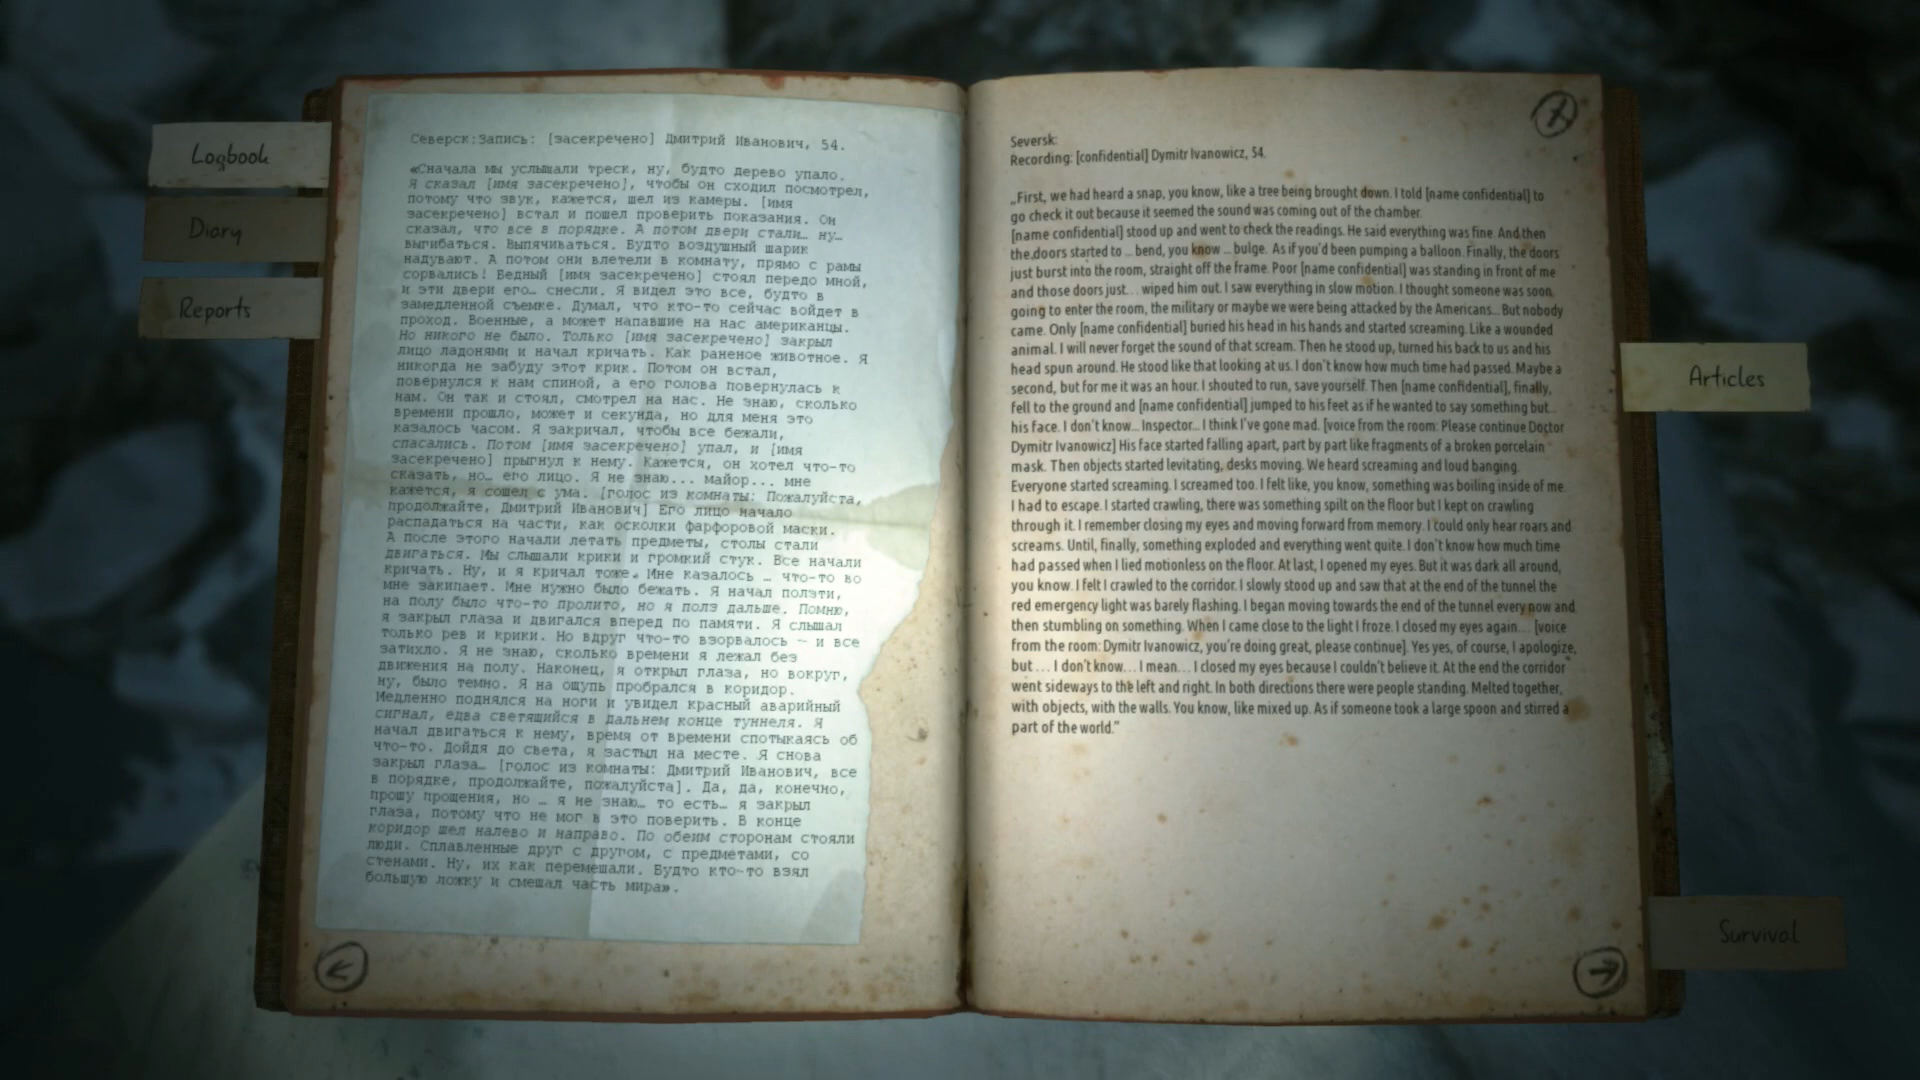 Logbook
Diary
Reports
Северск:Запись: [засекречено] Дмитрий Иванович, 54.
«Сначала мы услышали треск, ну, будто дерево упало.
Я сказал [имя засекречено], чтобы он сходил посмотрел,
потому что звук, кажется, шел из камеры. [имя
засекречено] встал и пошел проверить показания. Он
сказал, что все в порядке. А потом двери стали… ну…
выгибаться. Выпячиваться. Будто воздушный шарик
надувают. А потом они влетели в комнату, прямо с рамы
сорвались! Бедный [имя засекречено] стоял передо мной,
и эти двери его… снесли. Я видел это все, будто в
замедленной съемке. Думал, что кто-то сейчас войдет в
проход. Военные, а может напавшие на нас американцы.
Но никого не было. Только [имя засекречено] закрыл
лицо ладонями и начал кричать. Как раненое животное. Я
никогда не забуду этот крик. Потом он встал,
повернулся к нам спиной, а его голова повернулась к
нам. Он так и стоял, смотрел на нас. Не знаю, сколько
времени прошло, может и секунда, но для меня это
казалось часом. Я закричал, чтобы все бежали,
спасались. Потом [имя засекречено] упал, и [имя
засекречено] прыгнул к нему. Кажется, он хотел что-то
сказать, но… его лицо. Я не знаю... майор... мне
кажется, я сошел с ума. [голос из комнаты: Пожалуйста,
продолжайте, Дмитрий Иванович] Его лицо начало
распадаться на части, как осколки фарфоровой маски.
А после этого начали летать предметы, столы стали
двигаться. Мы слышали крики и громкий стук. Все начали
кричать. Ну, и я кричал тоже. Мне казалось … что-то во
мне закипает. Мне нужно было бежать. Я начал ползти,
на полу было что-то пролито, но я полз дальше. Помню,
я закрыл глаза и двигался вперед по памяти. Я слышал
только рев и крики. Но вдруг что-то взорвалось – и все
затихло. Я не знаю, сколько времени я лежал без
движения на полу. Наконец, я открыл глаза, но вокруг,
ну, было темно. Я на ощупь пробрался в коридор.
Медленно поднялся на ноги и увидел красный аварийный
сигнал, едва светящийся в дальнем конце туннеля. Я
начал двигаться к нему, время от времени спотыкаясь об
что-то. Дойдя до света, я застыл на месте. Я снова
закрыл глаза… [голос из комнаты: Дмитрий Иванович, все
в порядке, продолжайте, пожалуйста]. Да, да, конечно,
прошу прощения, но … я не знаю… то есть… я закрыл
глаза, потому что не мог в это поверить. В конце
коридор шел налево и направо. По обеим сторонам стояли
люди. Сплавленные друг с другом, с предметами, со
стенами. Ну, их как перемешали. Будто кто-то взял
большую ложку и смешал часть мира».
Seversk:
Recording: [confidential] Dymitr Ivanowicz, 54.
„First, we had heard a snap, you know, like a tree being brought down. I told [name confidential] to
go check it out because it seemed the sound was coming out of the chamber.
[name confidential] stood up and went to check the readings. He said everything was fine. And then
the doors started to ... bend, you know ... bulge. As if you'd been pumping a balloon. Finally, the doors
just burst into the room, straight off the frame. Poor [name confidential] was standing in front of me
and those doors just… wiped him out. I saw everything in slow motion. I thought someone was soon
going to enter the room, the military or maybe we were being attacked by the Americans... But nobody
came. Only [name confidential] buried his head in his hands and started screaming. Like a wounded
animal. I will never forget the sound of that scream. Then he stood up, turned his back to us and his
head spun around. He stood like that looking at us. I don't know how much time had passed. Maybe a
second, but for me it was an hour. I shouted to run, save yourself. Then [name confidential], finally,
fell to the ground and [name confidential] jumped to his feet as if he wanted to say something but...
his face. I don't know... Inspector... I think I've gone mad. [voice from the room: Please continue Doctor
Dymitr Ivanowicz] His face started falling apart, part by part like fragments of a broken porcelain
mask. Then objects started levitating, desks moving. We heard screaming and loud banging.
Everyone started screaming. I screamed too. I felt like, you know, something was boiling inside of me.
I had to escape. I started crawling, there was something spilt on the floor but I kept on crawling
through it. I remember closing my eyes and moving forward from memory. I could only hear roars and
screams. Until, finally, something exploded and everything went quite. I don't know how much time
had passed when I lied motionless on the floor. At last, I opened my eyes. But it was dark all around,
you know. I felt I crawled to the corridor. I slowly stood up and saw that at the end of the tunnel the
red emergency light was barely flashing. I began moving towards the end of the tunnel every now and
then stumbling on something. When I came close to the light I froze. I closed my eyes again… [voice
from the room: Dymitr Ivanowicz, you're doing great, please continue]. Yes yes, of course, I apologize,
but … I don't know… I mean… I closed my eyes because I couldn't believe it. At the end the corridor
went sideways to the left and right. In both directions there were people standing. Melted together,
with objects, with the walls. You know, like mixed up. As if someone took a large spoon and stirred a
part of the world."
Articles
Survival